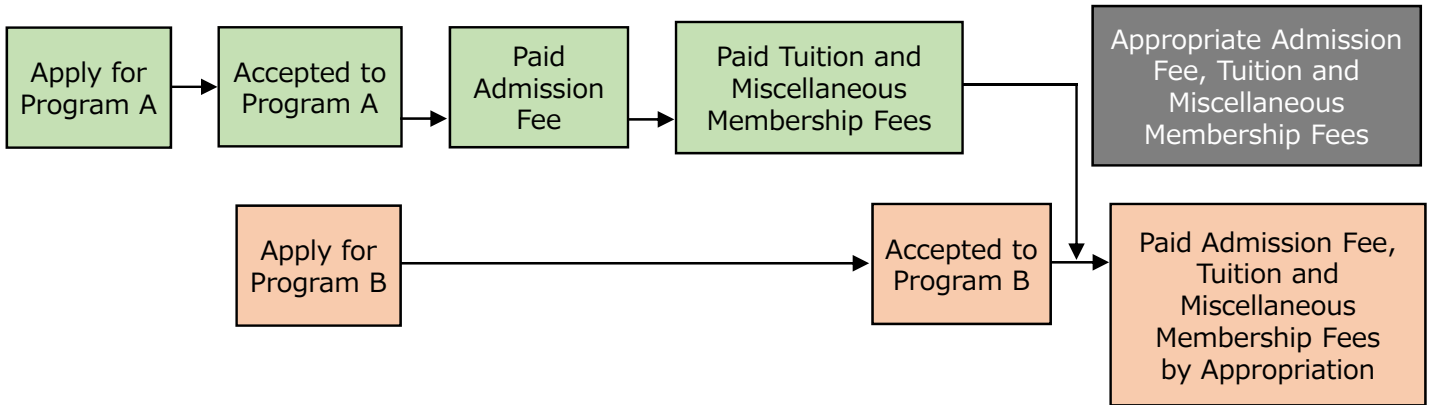 Apply for
Program A
Accepted to
Program A
Paid
Admission
Fee
Paid Tuition and
Miscellaneous
Membership Fees
Appropriate Admission
Fee, Tuition and
Miscellaneous
Membership Fees
Apply for
Program B
Accepted to
Program B
Paid Admission Fee,
Tuition and
Miscellaneous
Membership Fees
by Appropriation